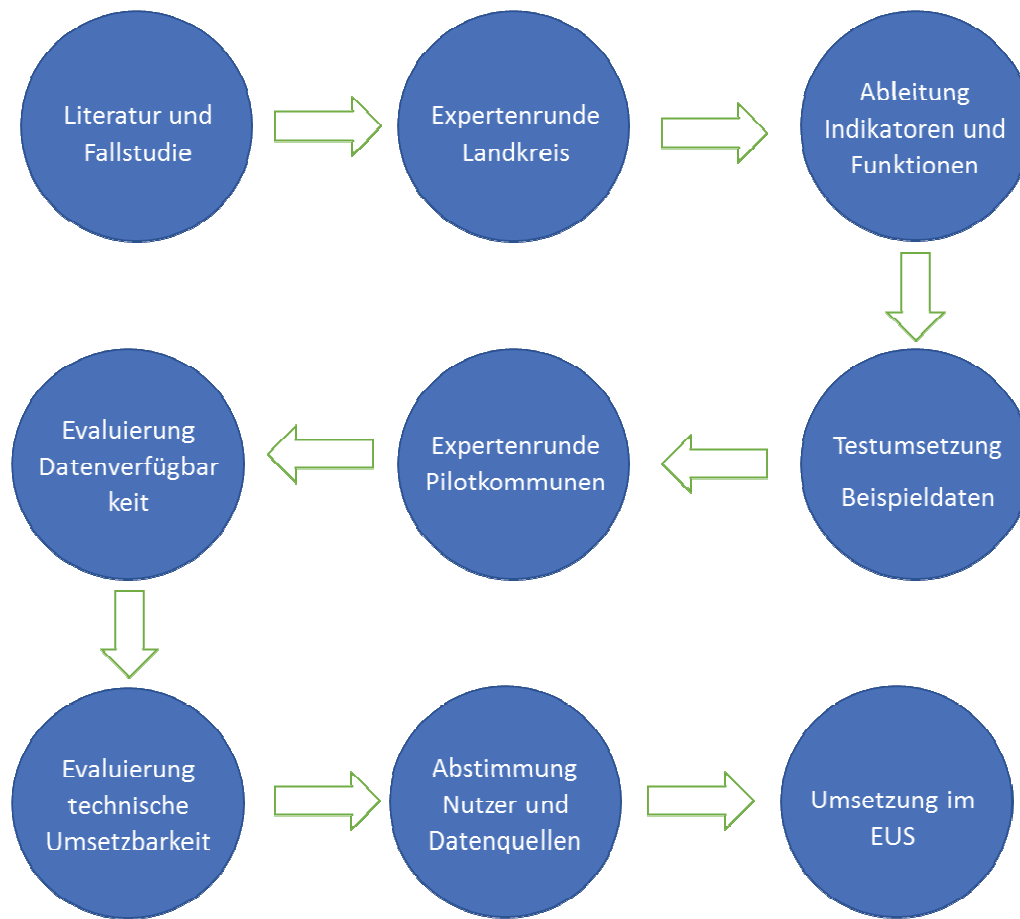 Literatur und
Fallstudie
Expertenrunde
Landkreis
Ableitung
Indikatoren und
Funktionen
Testumsetzung
Beispieldaten
Expertenrunde
Pilotkommunen
Evaluierung
Datenverfügbar
keit
Evaluierung
technische
Umsetzbarkeit
Abstimmung
Nutzer und
Datenquellen
Umsetzung im
EUS